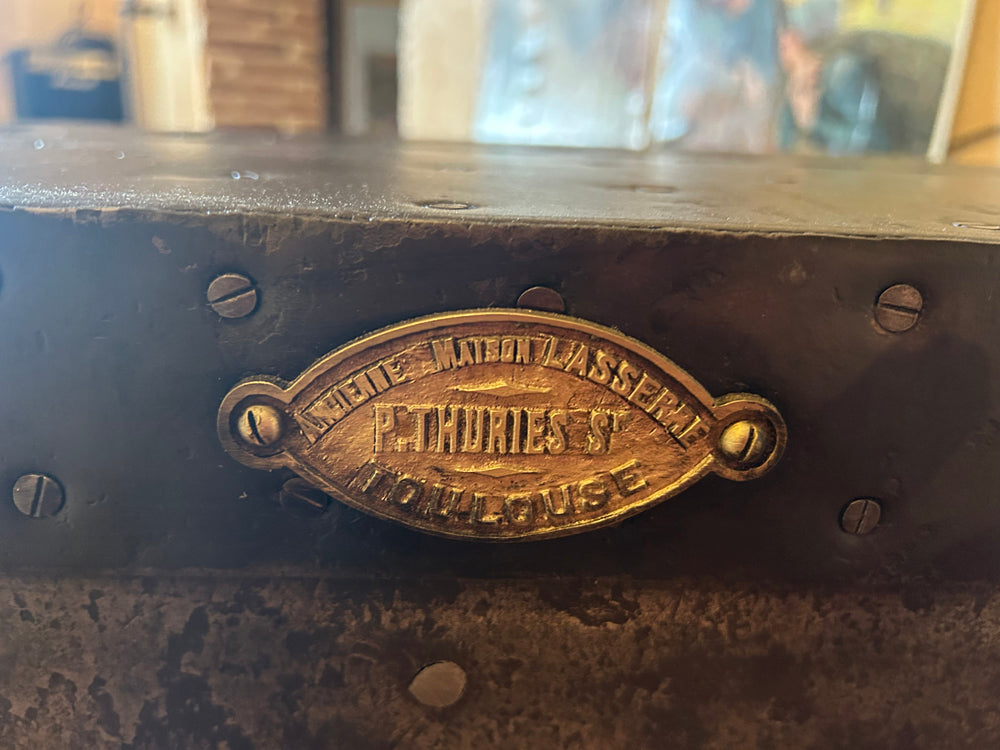 ANCIENNE MAISON LASSERRE
P. THURIES Sr
TOULOUSE